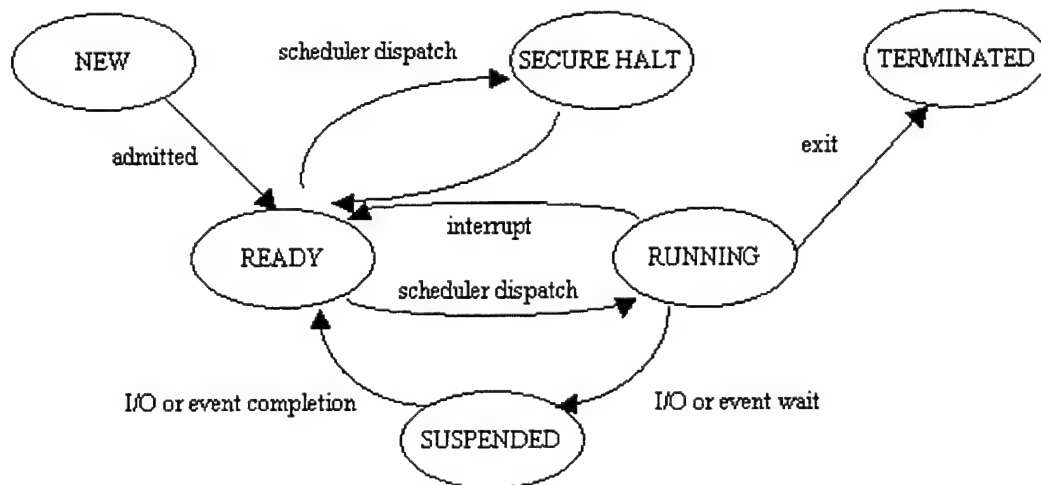 NEW
scheduler dispatch
SECURE HALT
TERMINATED
admitted
exit
interrupt
READY
RUNNING
scheduler dispatch
I/O or event completion
I/O or event wait
SUSPENDED